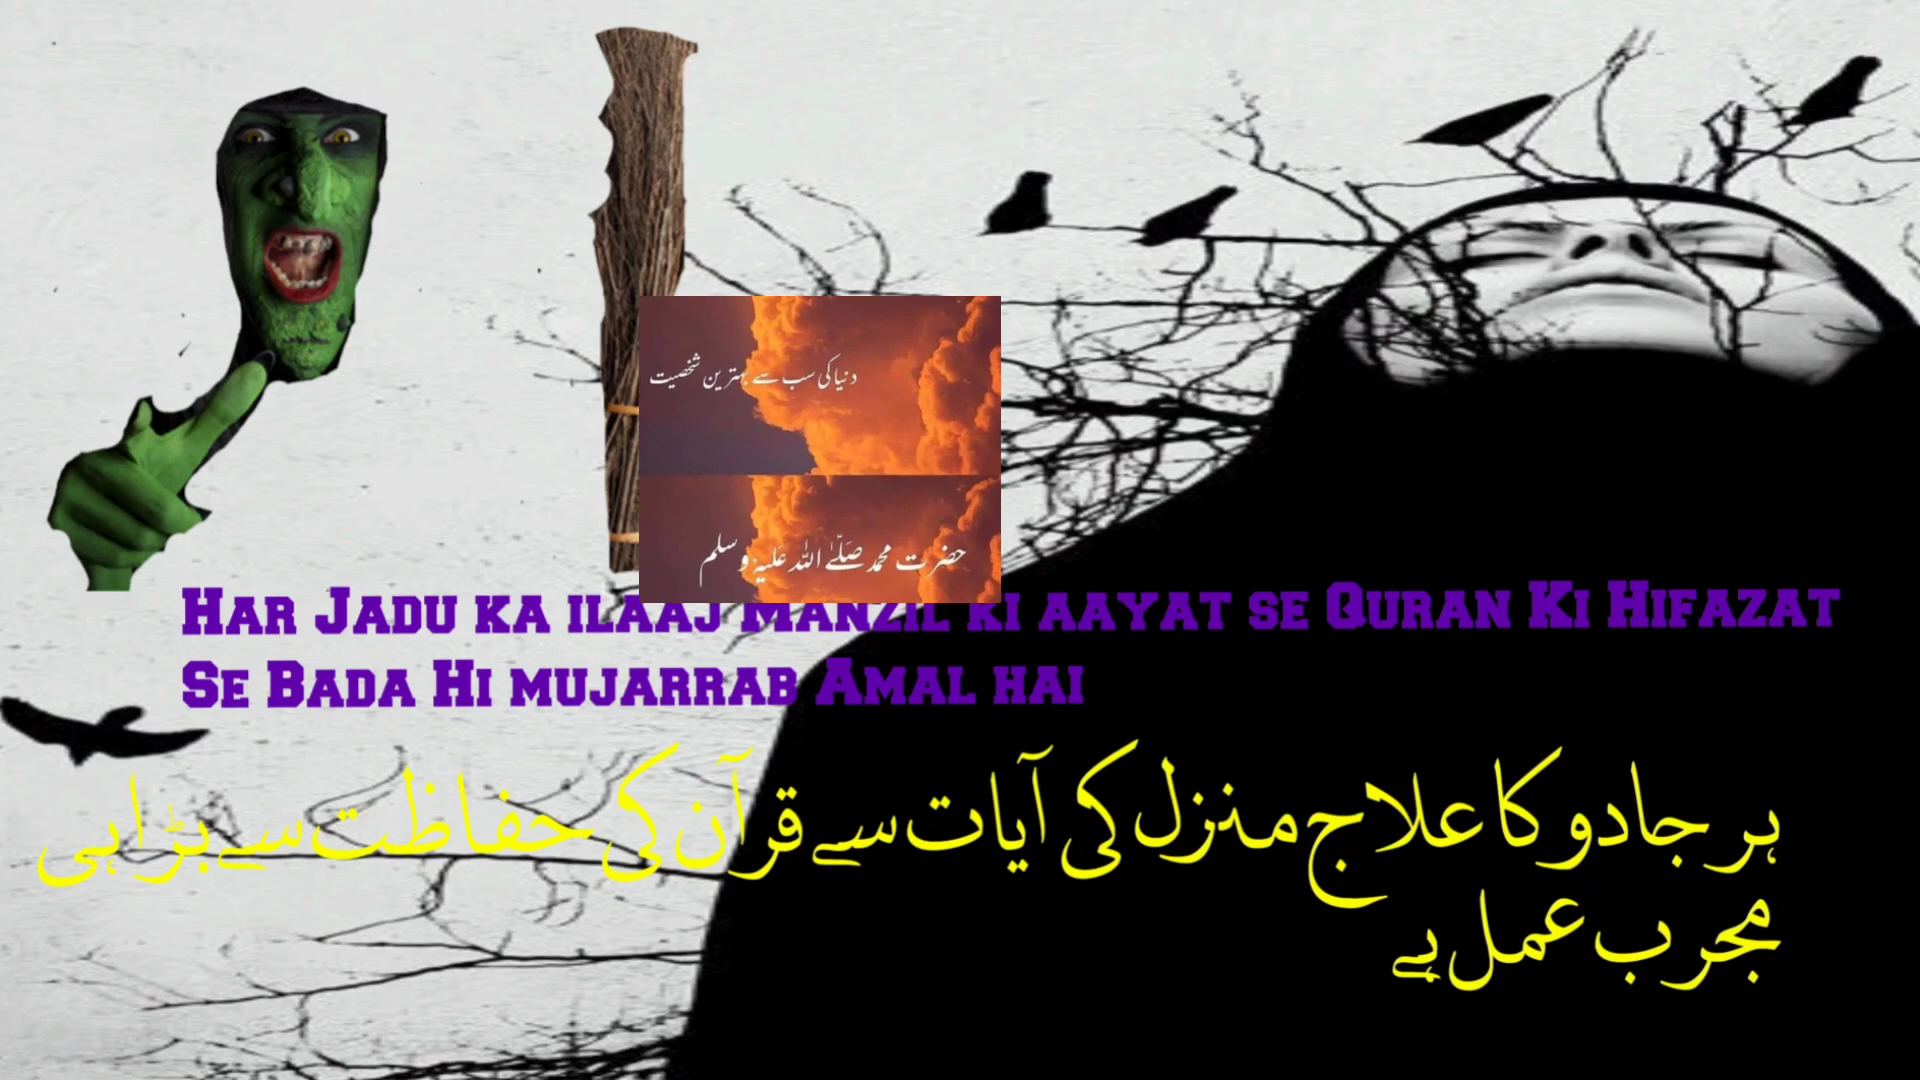 دنیا کی سب سے بہترین شخصیت
حضرت محمد صَلَّے اللہ عَلیہِ وسلم
Har Jadu ka ilaaj Manzil ki aayat se Quran Ki Hifazat
Se Bada Hi mujarrab Amal hai
ہر جادو کا علاج منزل کی آیات سے قرآن کی حفاظت سے بڑا ہی
مجرب عمل ہے